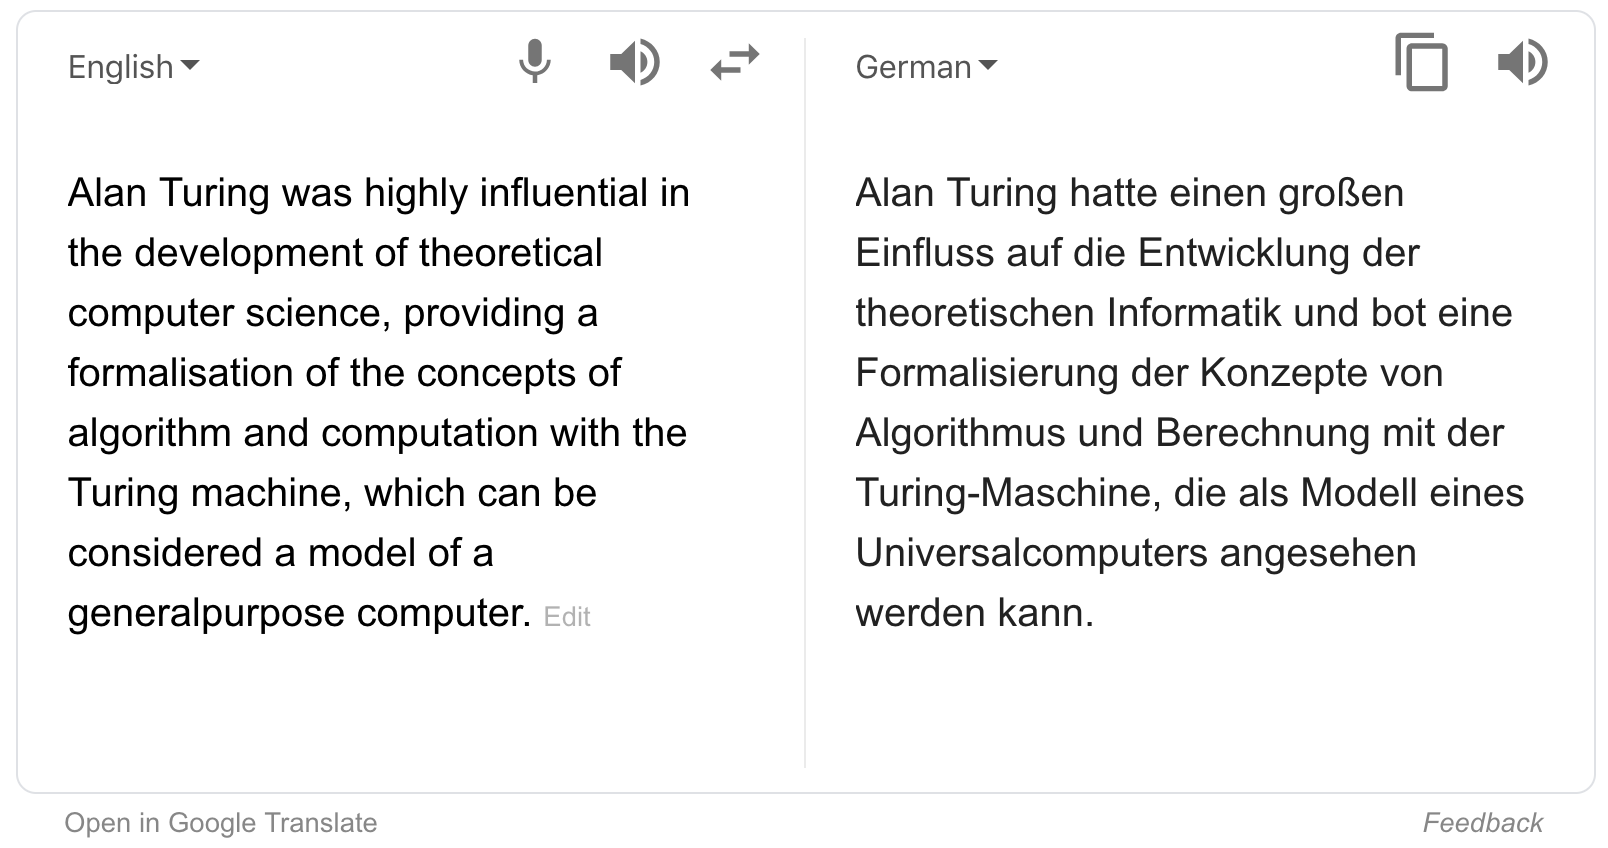 English
German
Alan Turing was highly influential in
the development of theoretical
computer science, providing a
formalisation of the concepts of
algorithm and computation with the
Turing machine, which can be
considered a model of a
generalpurpose computer. Edit
Alan Turing hatte einen großen
Einfluss auf die Entwicklung der
theoretischen Informatik und bot eine
Formalisierung der Konzepte von
Algorithmus und Berechnung mit der
Turing-Maschine, die als Modell eines
Universalcomputers angesehen
werden kann.
Open in Google Translate
Feedback